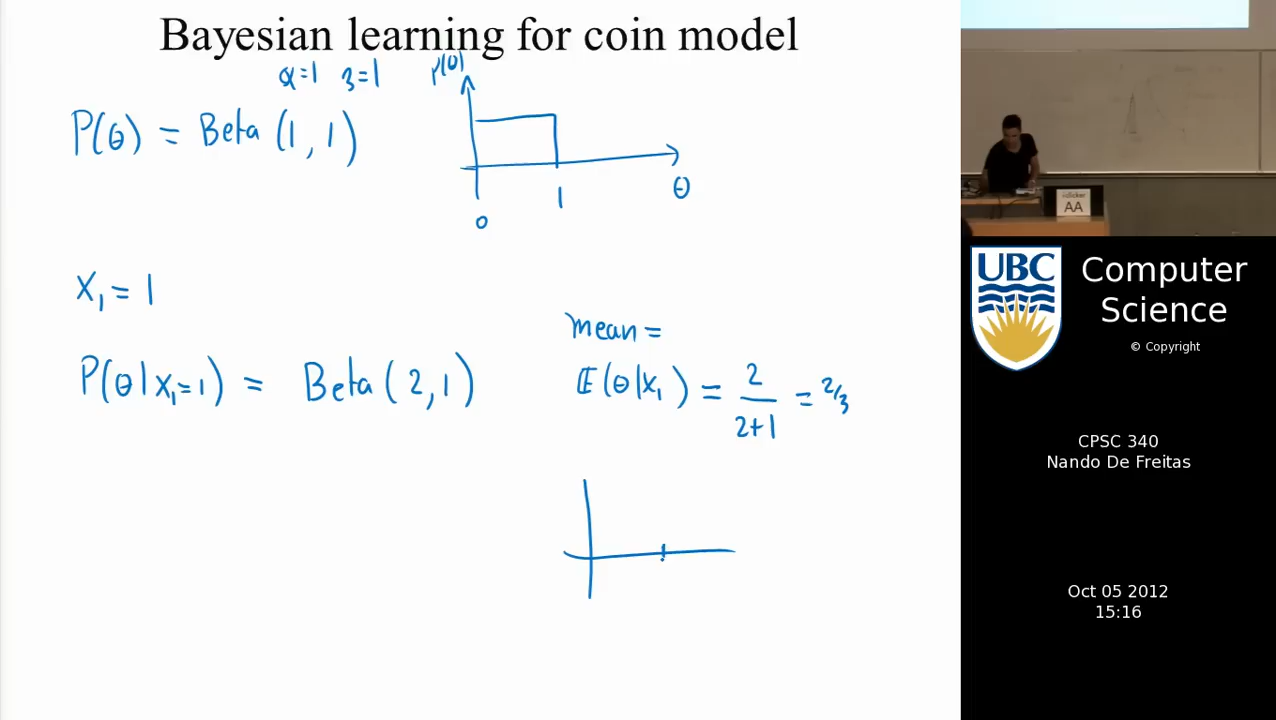 Bayesian learning for coin model
α=1 β=1
P(θ) = Beta (1, 1)
P(θ)
0
1
θ
X₁ = 1
P(θ|X₁=1) = Beta (2,1)
mean =
𝔼(θ|X₁) = 2/(2+1) = 2/3
clicker
AA
UBC
Computer
Science
© Copyright
CPSC 340
Nando De Freitas
Oct 05 2012
15:16